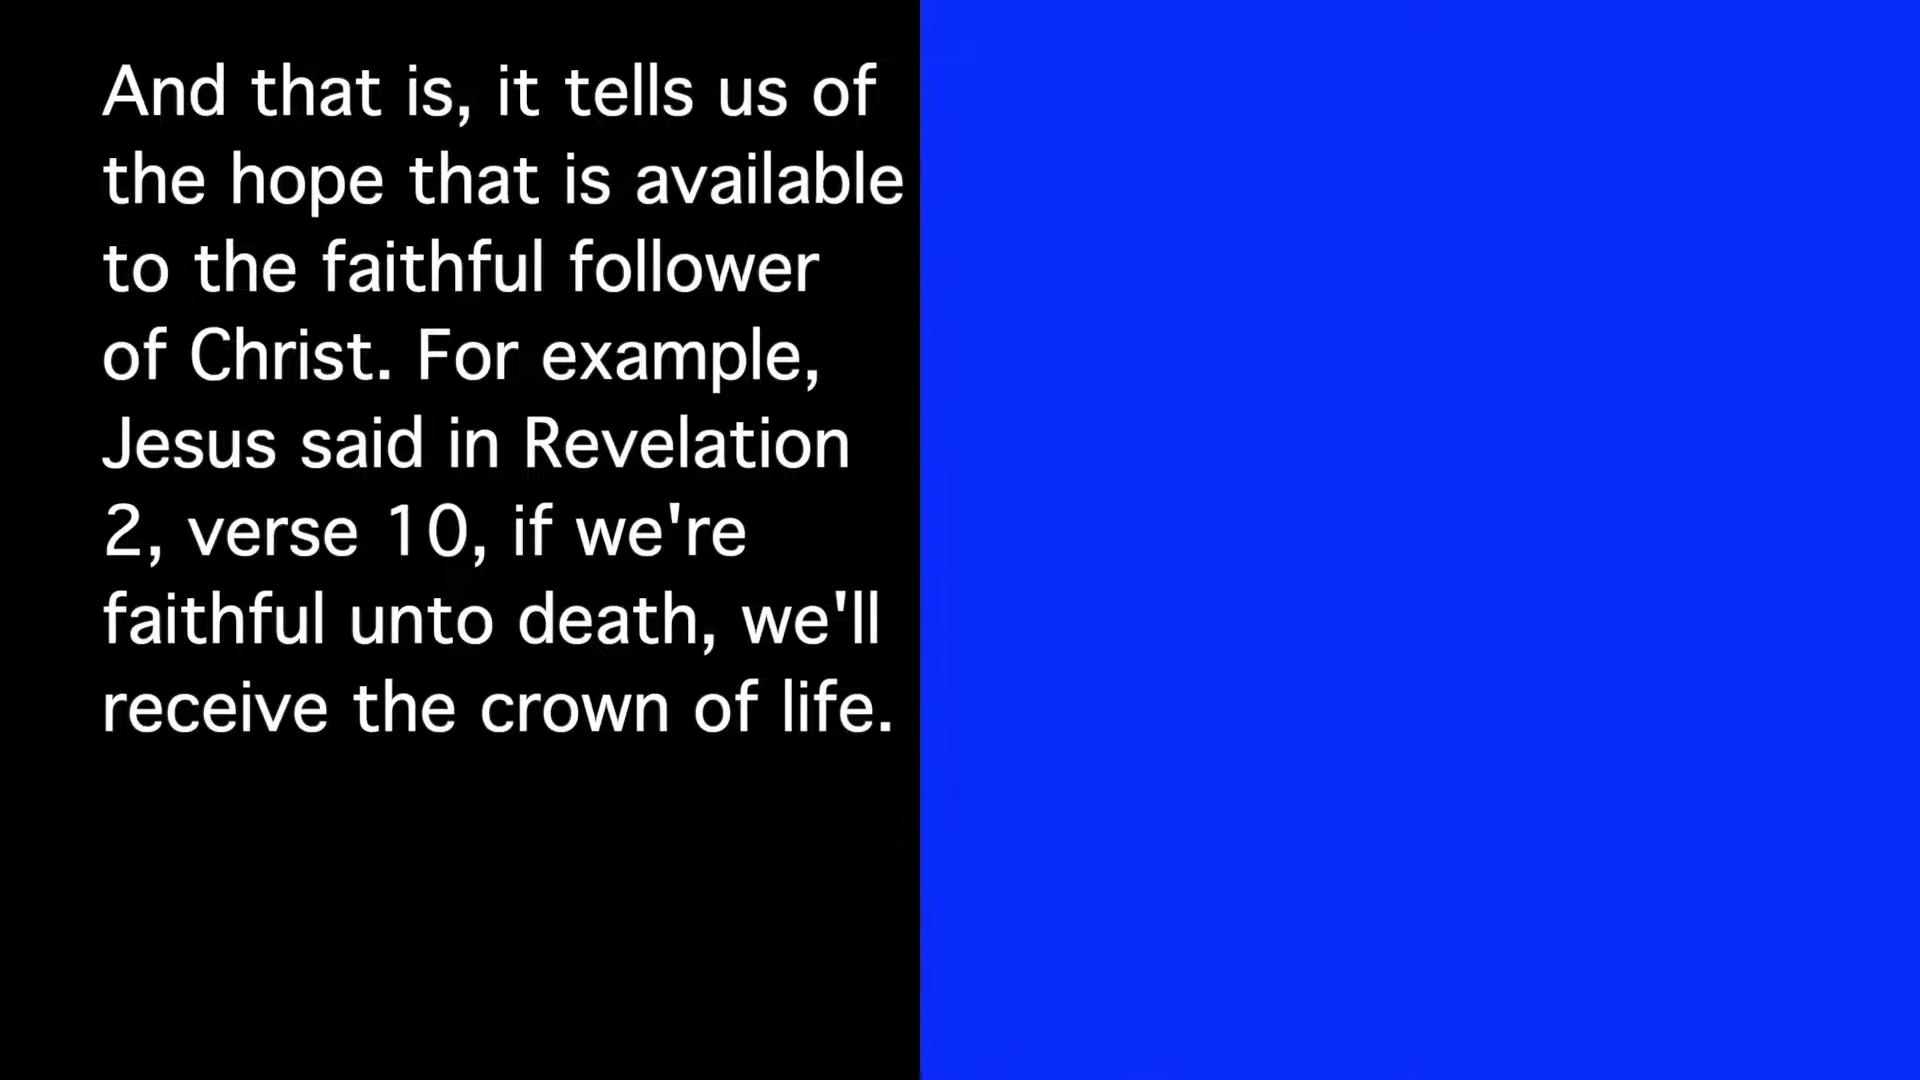 And that is, it tells us of
the hope that is available
to the faithful follower
of Christ. For example,
Jesus said in Revelation
2, verse 10, if we're
faithful unto death, we'll
receive the crown of life.